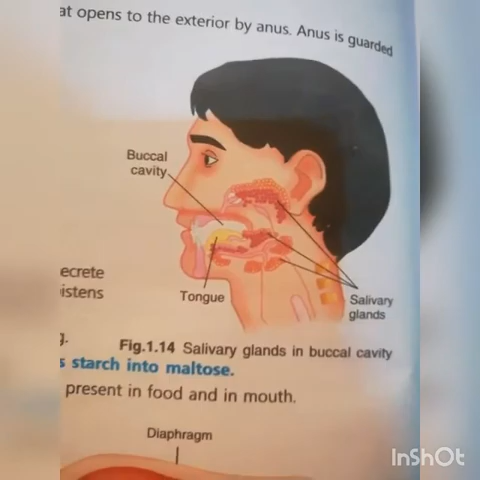 at opens to the exterior by anus. Anus is guarded
Buccal
cavity
Tongue
Salivary
glands
ecrete
istens
g.
Fig.1.14 Salivary glands in buccal cavity
s starch into maltose.
present in food and in mouth.
Diaphragm
InShOt